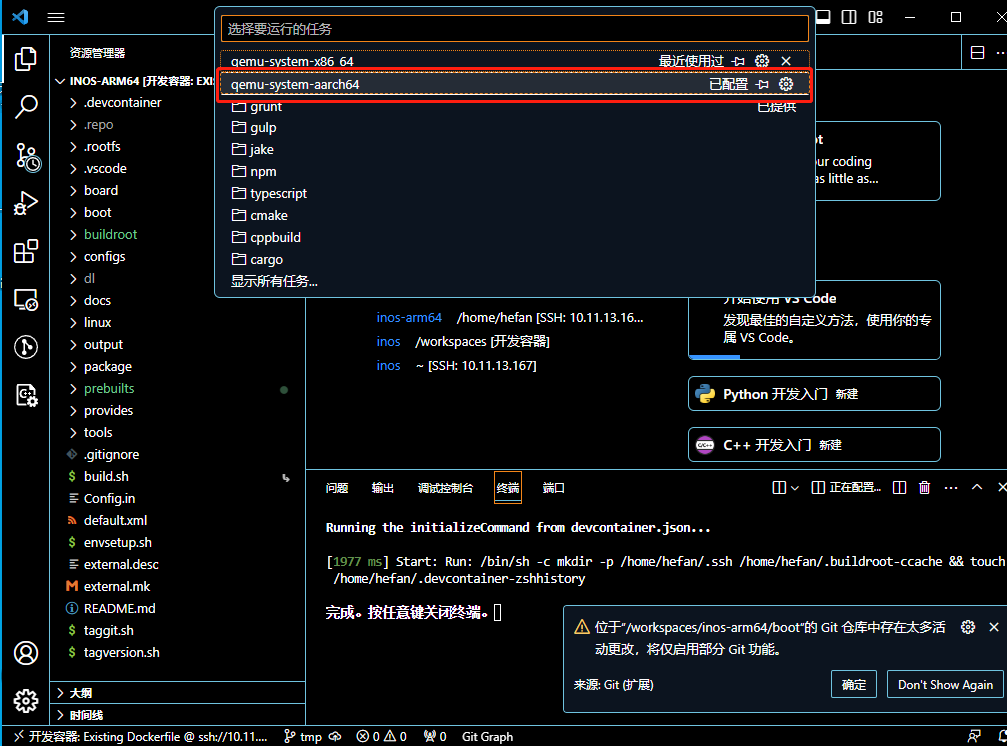 选择要运行的任务
qemu-system-x86_64 最近使用过
qemu-system-aarch64 已配置
grunt 已提供
gulp
jake
npm
typescript
cmake
cppbuild
cargo
显示所有任务...
资源管理器
INOS-ARM64 [开发容器: EXI
.devcontainer
.repo
.rootfs
.vscode
board
boot
buildroot
configs
dl
docs
linux
output
package
prebuilts
provides
tools
.gitignore
build.sh
Config.in
default.xml
envsetup.sh
external.desc
external.mk
README.md
taggit.sh
tagversion.sh
大纲
时间线
inos-arm64 /home/hefan [SSH: 10.11.13.16...
inos /workspaces [开发容器]
inos ~ [SSH: 10.11.13.167]
ot
our coding
as little as...
开始使用 VS Code
发现最佳的自定义方法，使用你的专
属 VS Code。
Python 开发入门 新建
C++ 开发入门 新建
问题 输出 调试控制台 终端 端口 正在配置...
Running the initializeCommand from devcontainer.json...
[1977 ms] Start: Run: /bin/sh -c mkdir -p /home/hefan/.ssh /home/hefan/.buildroot-ccache && touch
/home/hefan/.devcontainer-zshhistory
完成。按任意键关闭终端。
位于“/workspaces/inos-arm64/boot”的 Git 仓库中存在太多活
动更改，将仅启用部分 Git 功能。
来源: Git (扩展) 确定 Don't Show Again
开发容器: Existing Dockerfile @ ssh://10.11.... tmp 0 0 0 Git Graph